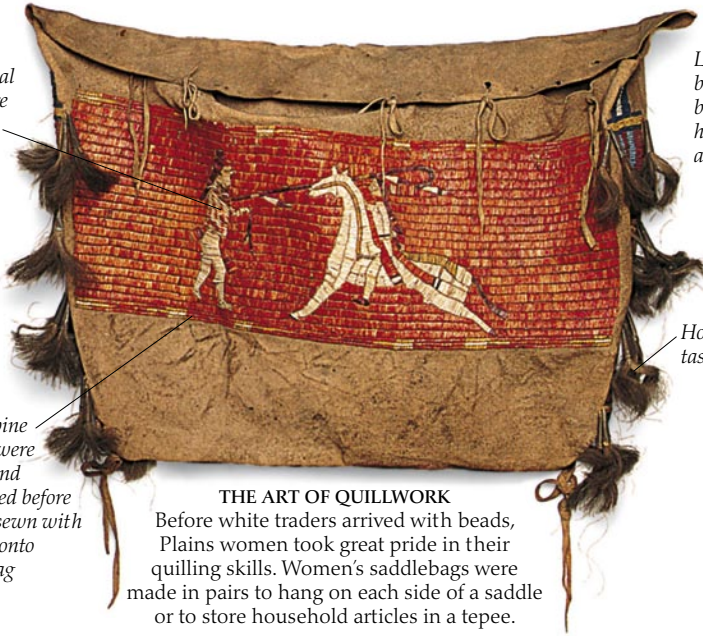 al
e
L
b
b
h
a
Ho
tas
ine
were
nd
ed before
sewn with
onto
ag
THE ART OF QUILLWORK
Before white traders arrived with beads,
Plains women took great pride in their
quilling skills. Women's saddlebags were
made in pairs to hang on each side of a saddle
or to store household articles in a tepee.